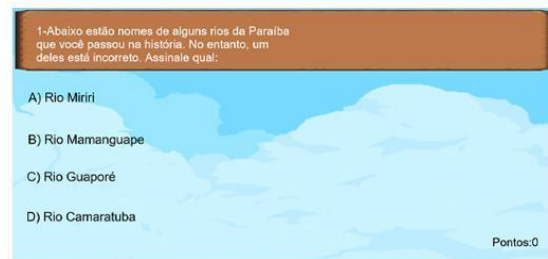 1-Abaixo estão nomes de alguns rios da Paraíba
que você passou na história. No entanto, um
deles está incorreto. Assinale qual:
A) Rio Miriri
B) Rio Mamanguape
C) Rio Guaporé
D) Rio Camaratuba
Pontos:0